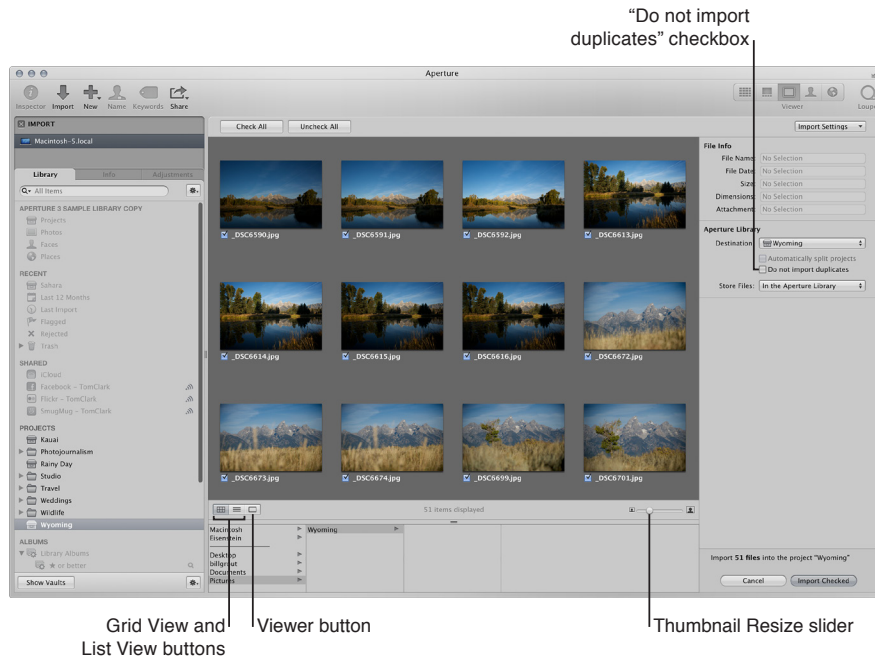 “Do not import
duplicates” checkbox
Aperture
Inspector Import New Name Keywords Share
Viewer
Loupe
IMPORT
Macintosh-5.local
Check All Uncheck All
Import Settings
Library Info Adjustments
All Items
APERTURE 3 SAMPLE LIBRARY COPY
Projects
Photos
Faces
Places
RECENT
Sahara
Last 12 Months
Last Import
Flagged
Rejected
Trash
SHARED
iCloud
Facebook – TomClark
Flickr – TomClark
SmugMug – TomClark
PROJECTS
Kauai
Photojournalism
Rainy Day
Studio
Travel
Weddings
Wildlife
Wyoming
ALBUMS
Library Albums
★ or better
Show Vaults
_DSC6590.jpg _DSC6591.jpg _DSC6592.jpg _DSC6613.jpg
_DSC6614.jpg _DSC6615.jpg _DSC6616.jpg _DSC6672.jpg
_DSC6673.jpg _DSC6674.jpg _DSC6699.jpg _DSC6701.jpg
51 items displayed
Macintosh
Eisenstein
Desktop
billgrout
Documents
Pictures
Wyoming
File Info
File Name: No Selection
File Date: No Selection
Size: No Selection
Dimensions: No Selection
Attachment: No Selection
Aperture Library
Destination: Wyoming
Automatically split projects
Do not import duplicates
Store Files: In the Aperture Library
Import 51 files into the project "Wyoming"
Cancel Import Checked
Grid View and
List View buttons
Viewer button
Thumbnail Resize slider